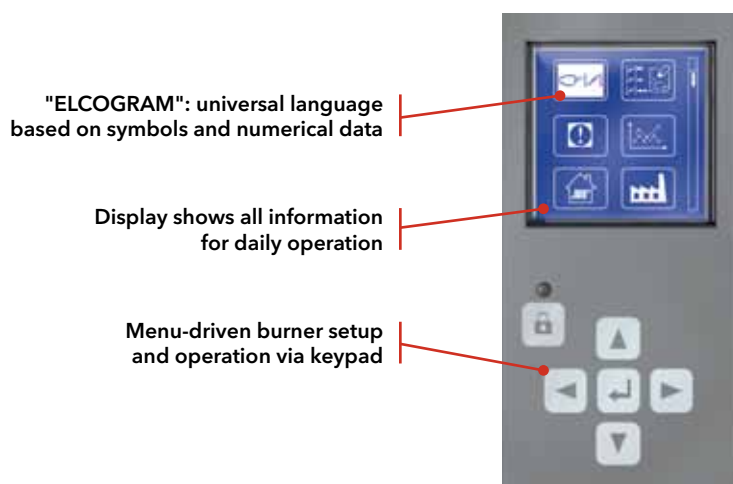 "ELCOGRAM": universal language
based on symbols and numerical data
Display shows all information
for daily operation
Menu-driven burner setup
and operation via keypad